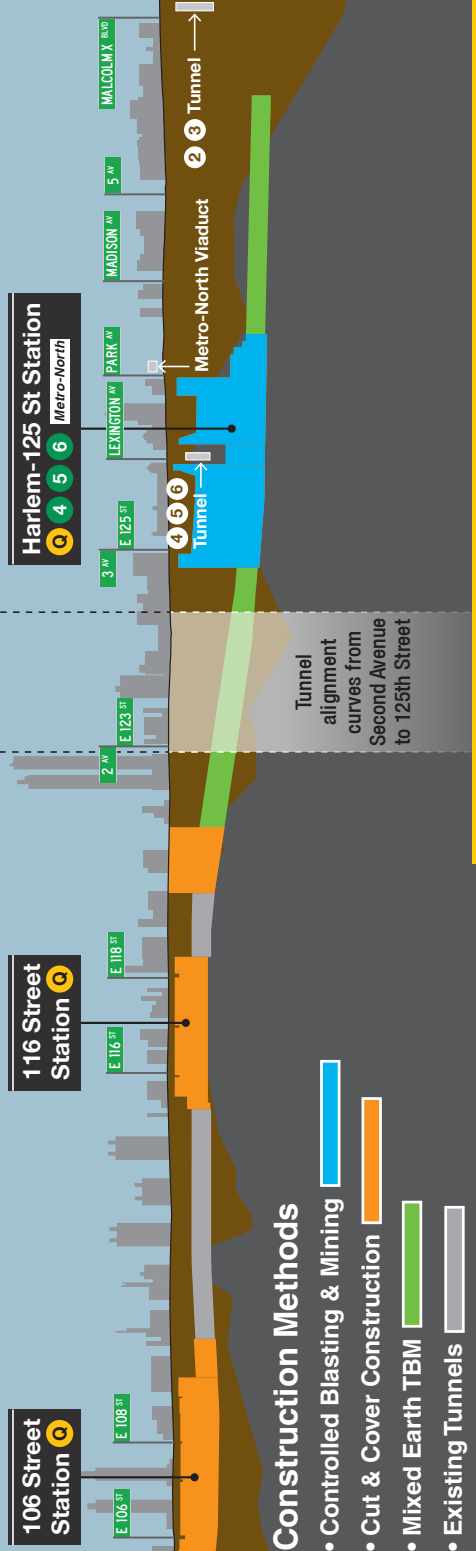 106 Street
Station Q
116 Street
Station Q
Harlem-125 St Station
Q 4 5 6 Metro-North
E 106 ST
E 108 ST
E 116 ST
E 118 ST
2 AV
E 123 ST
3 AV
E 125 ST
LEXINGTON AV
PARK AV
MADISON AV
5 AV
MALCOLM X BLVD
4 5 6
Tunnel
Metro-North Viaduct
2 3 Tunnel
Tunnel
alignment
curves from
Second Avenue
to 125th Street
Construction Methods
• Controlled Blasting & Mining
• Cut & Cover Construction
• Mixed Earth TBM
• Existing Tunnels